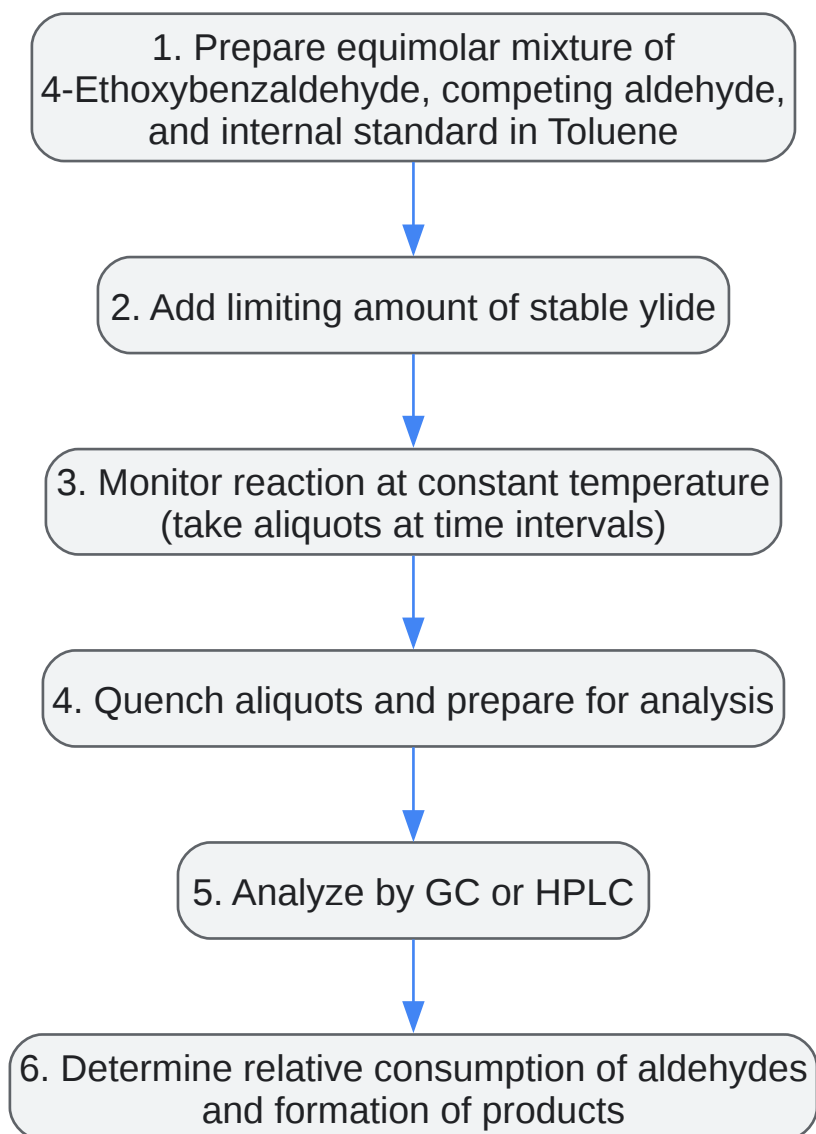 1. Prepare equimolar mixture of
4-Ethoxybenzaldehyde, competing aldehyde,
and internal standard in Toluene
2. Add limiting amount of stable ylide
3. Monitor reaction at constant temperature
(take aliquots at time intervals)
4. Quench aliquots and prepare for analysis
5. Analyze by GC or HPLC
6. Determine relative consumption of aldehydes
and formation of products